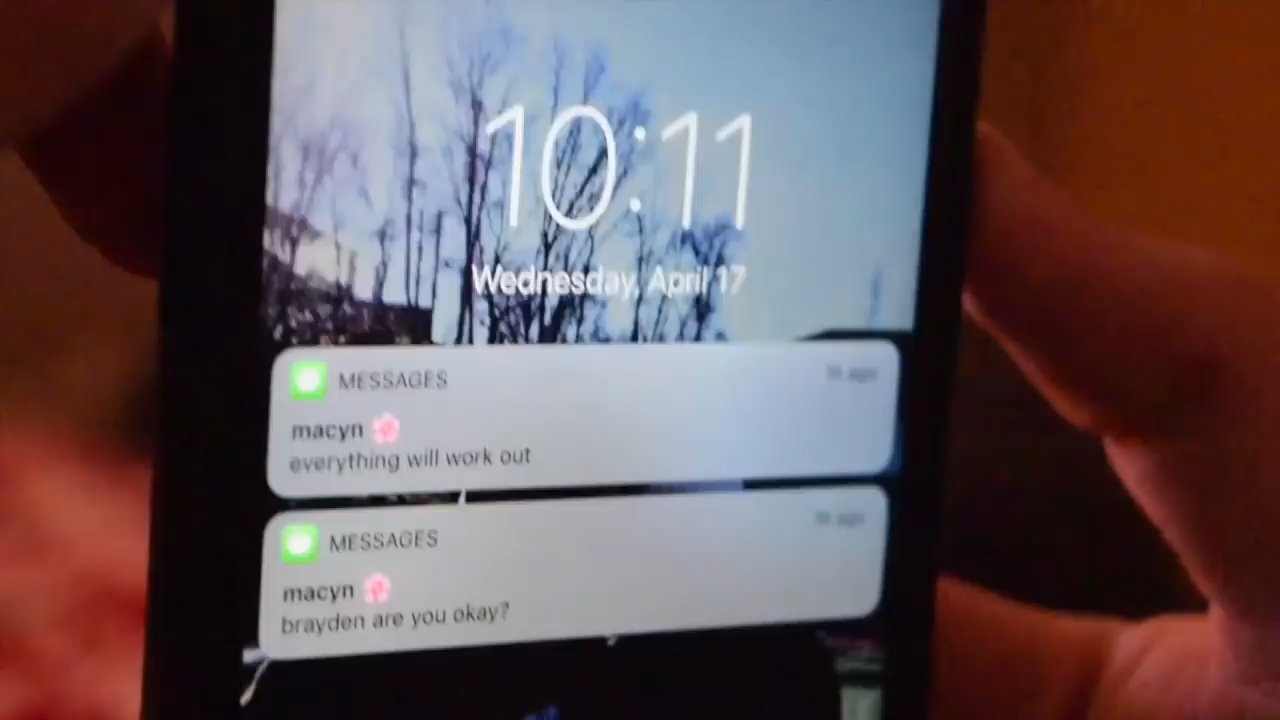 10:11
Wednesday, April 17
MESSAGES
macyn
everything will work out
MESSAGES
macyn
brayden are you okay?